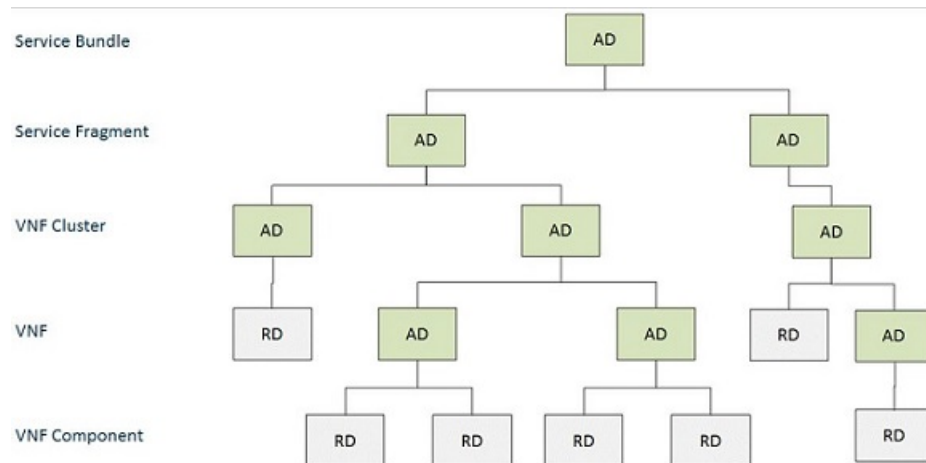 Service Bundle
AD
Service Fragment
AD AD
VNF Cluster
AD AD AD
VNF
RD AD AD RD AD
VNF Component
RD RD RD RD RD